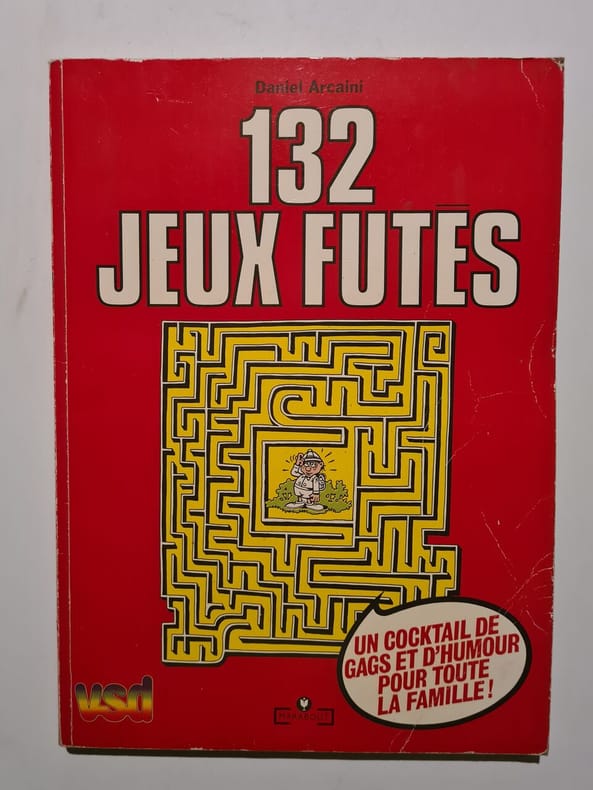 Daniel Arcaini
132
JEUX FUTÉS
UN COCKTAIL DE
GAGS ET D'HUMOUR
POUR TOUTE
LA FAMILLE !
vsd
MARABOUT